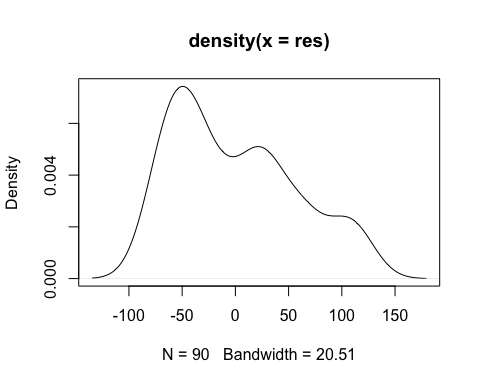 density(x = res)
Density
0.004
0.000
-100 -50 0 50 100 150
N = 90 Bandwidth = 20.51